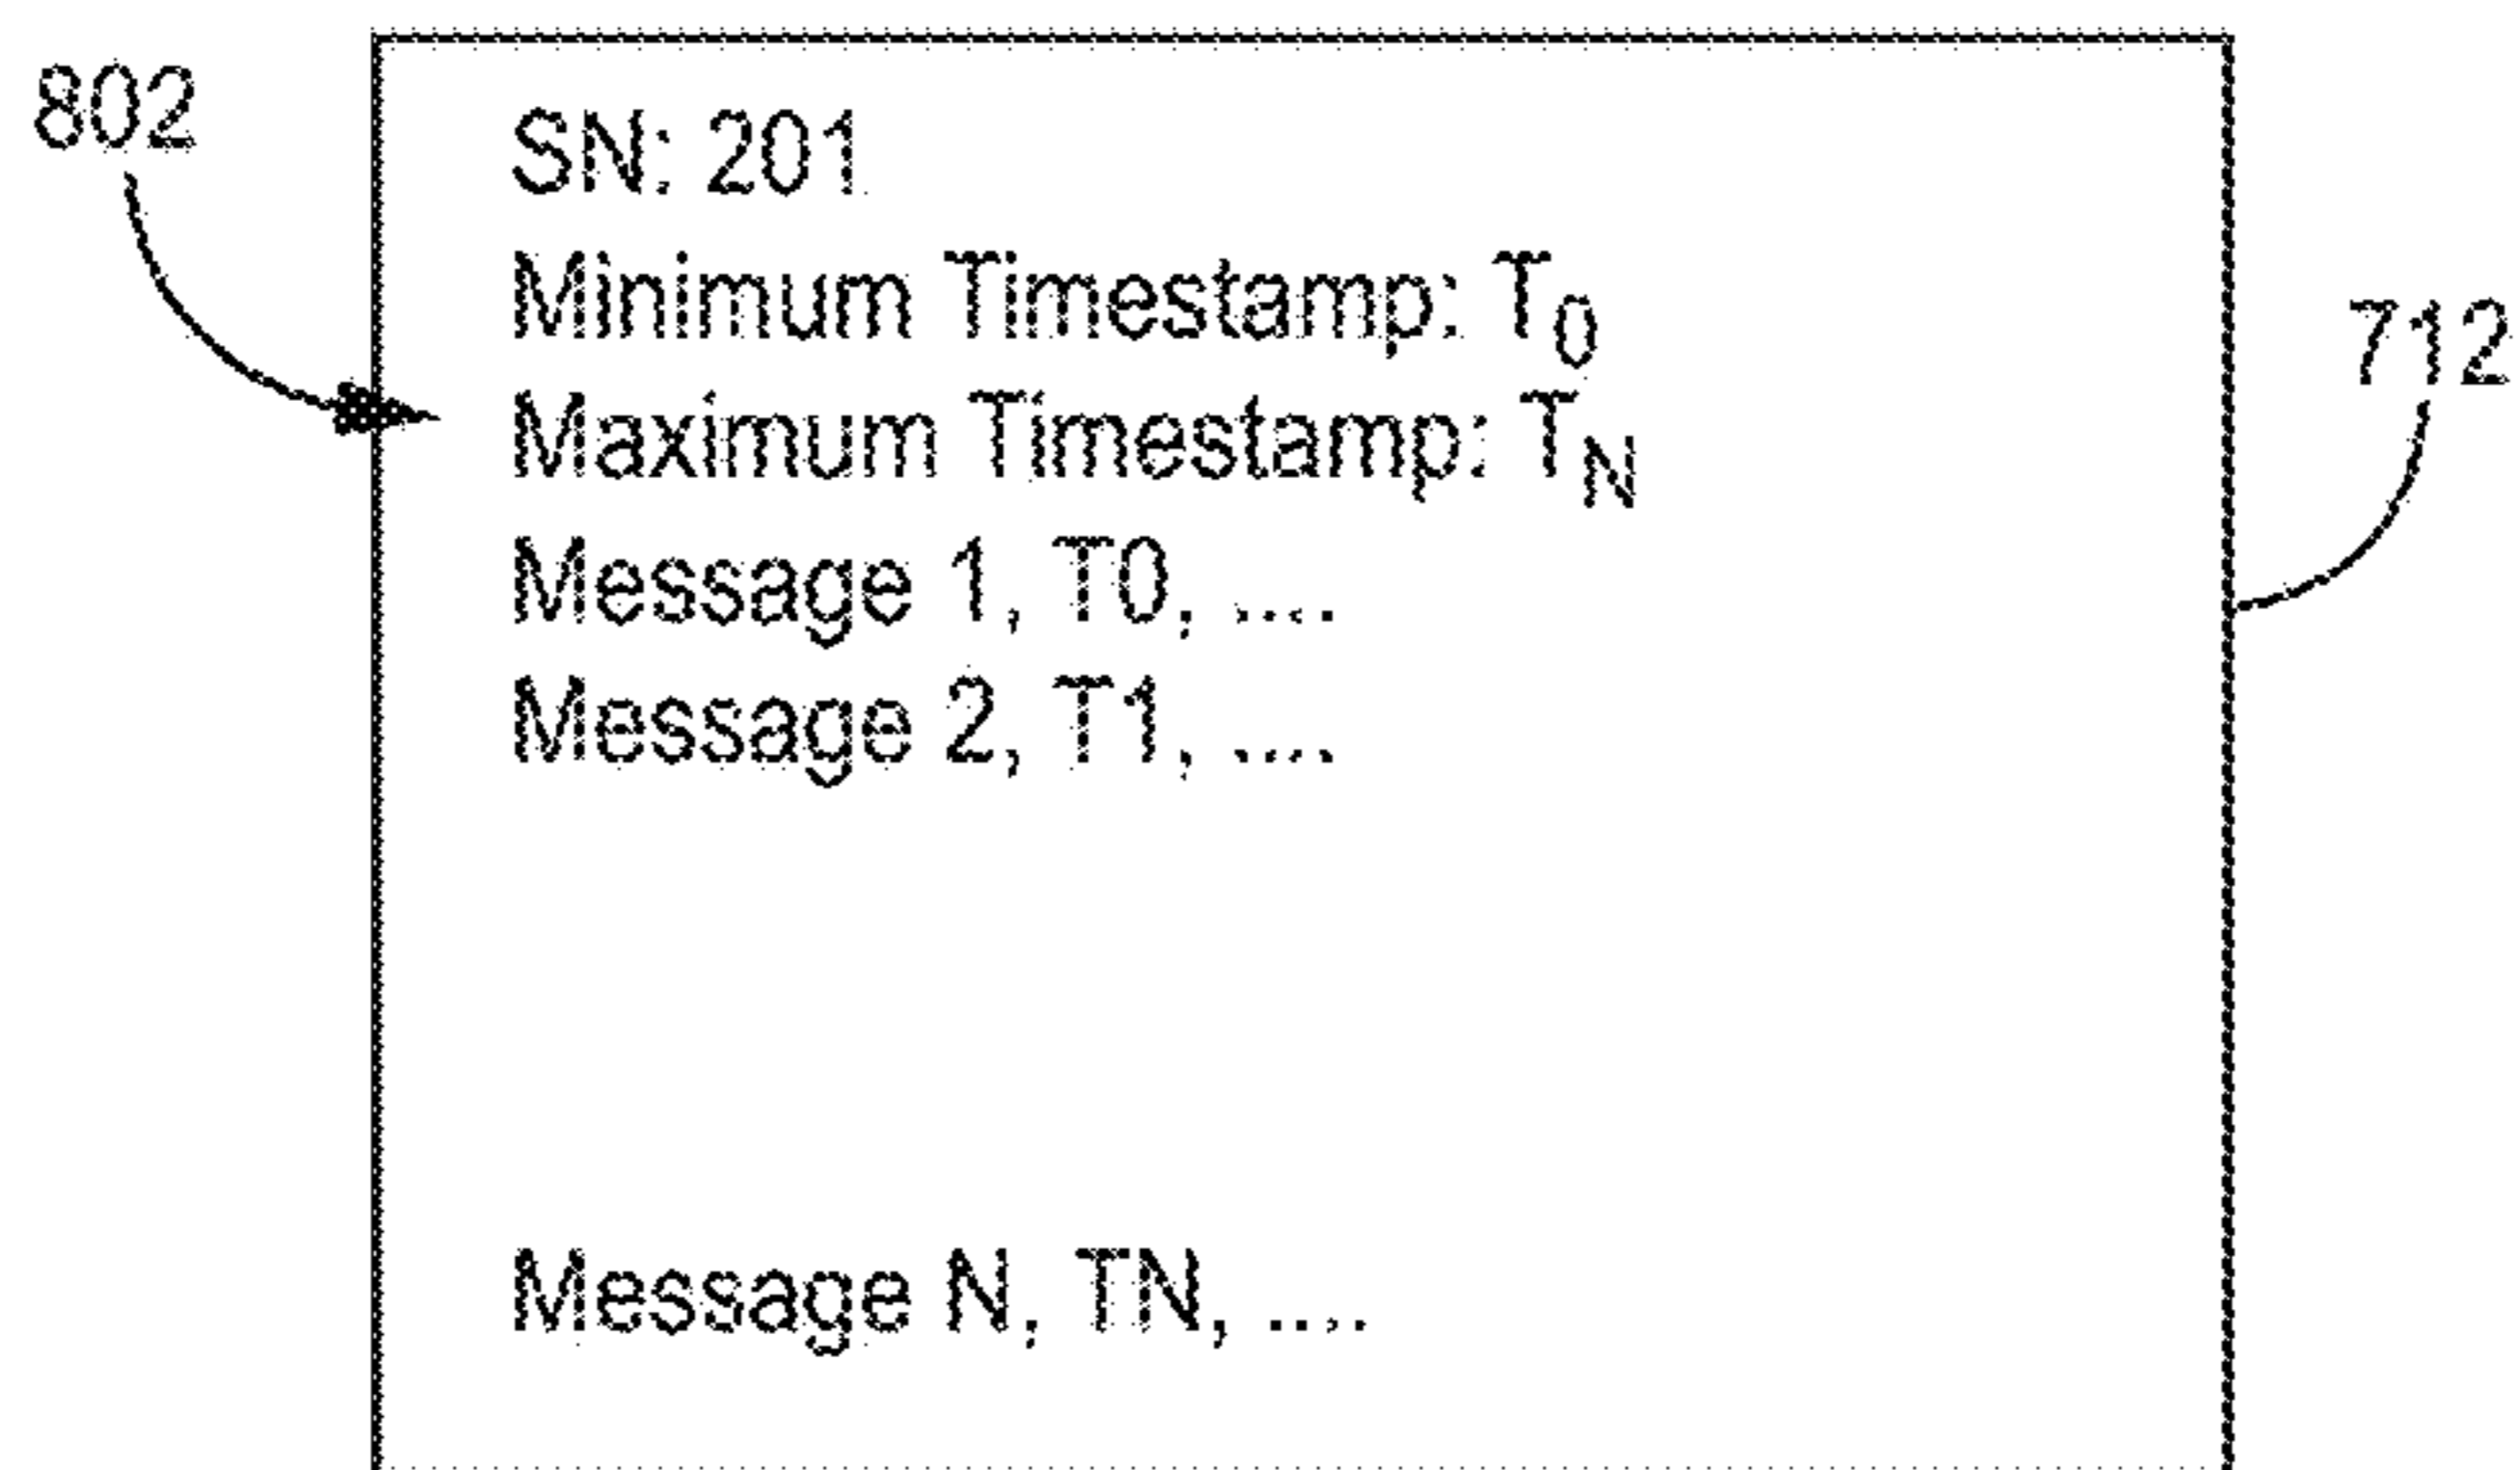 802
SN: 201
Minimum Timestamp: T0
Maximum Timestamp: TN
712
Message 1, T0, ....
Message 2, T1, ....
Message N, TN, ....